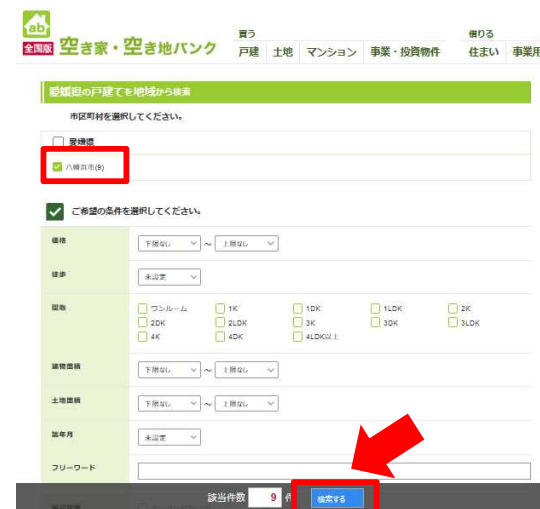 ab
全国版 空き家・空き地バンク
買う
戸建 土地 マンション 事業・投資物件
借りる
住まい 事業用
愛媛県の戸建てを地域から検索
市区町村を選択してください。
愛媛県
八幡浜市(9)
ご希望の条件を選択してください。
価格 下限なし ～ 上限なし
徒歩 未設定
間取 ワンルーム 1K 1DK 1LDK 2K
2DK 2LDK 3K 3DK 3LDK
4K 4DK 4LDK以上
建物面積 下限なし ～ 上限なし
土地面積 下限なし ～ 上限なし
築年月 未設定
フリーワード
該当件数 9 件 検索する